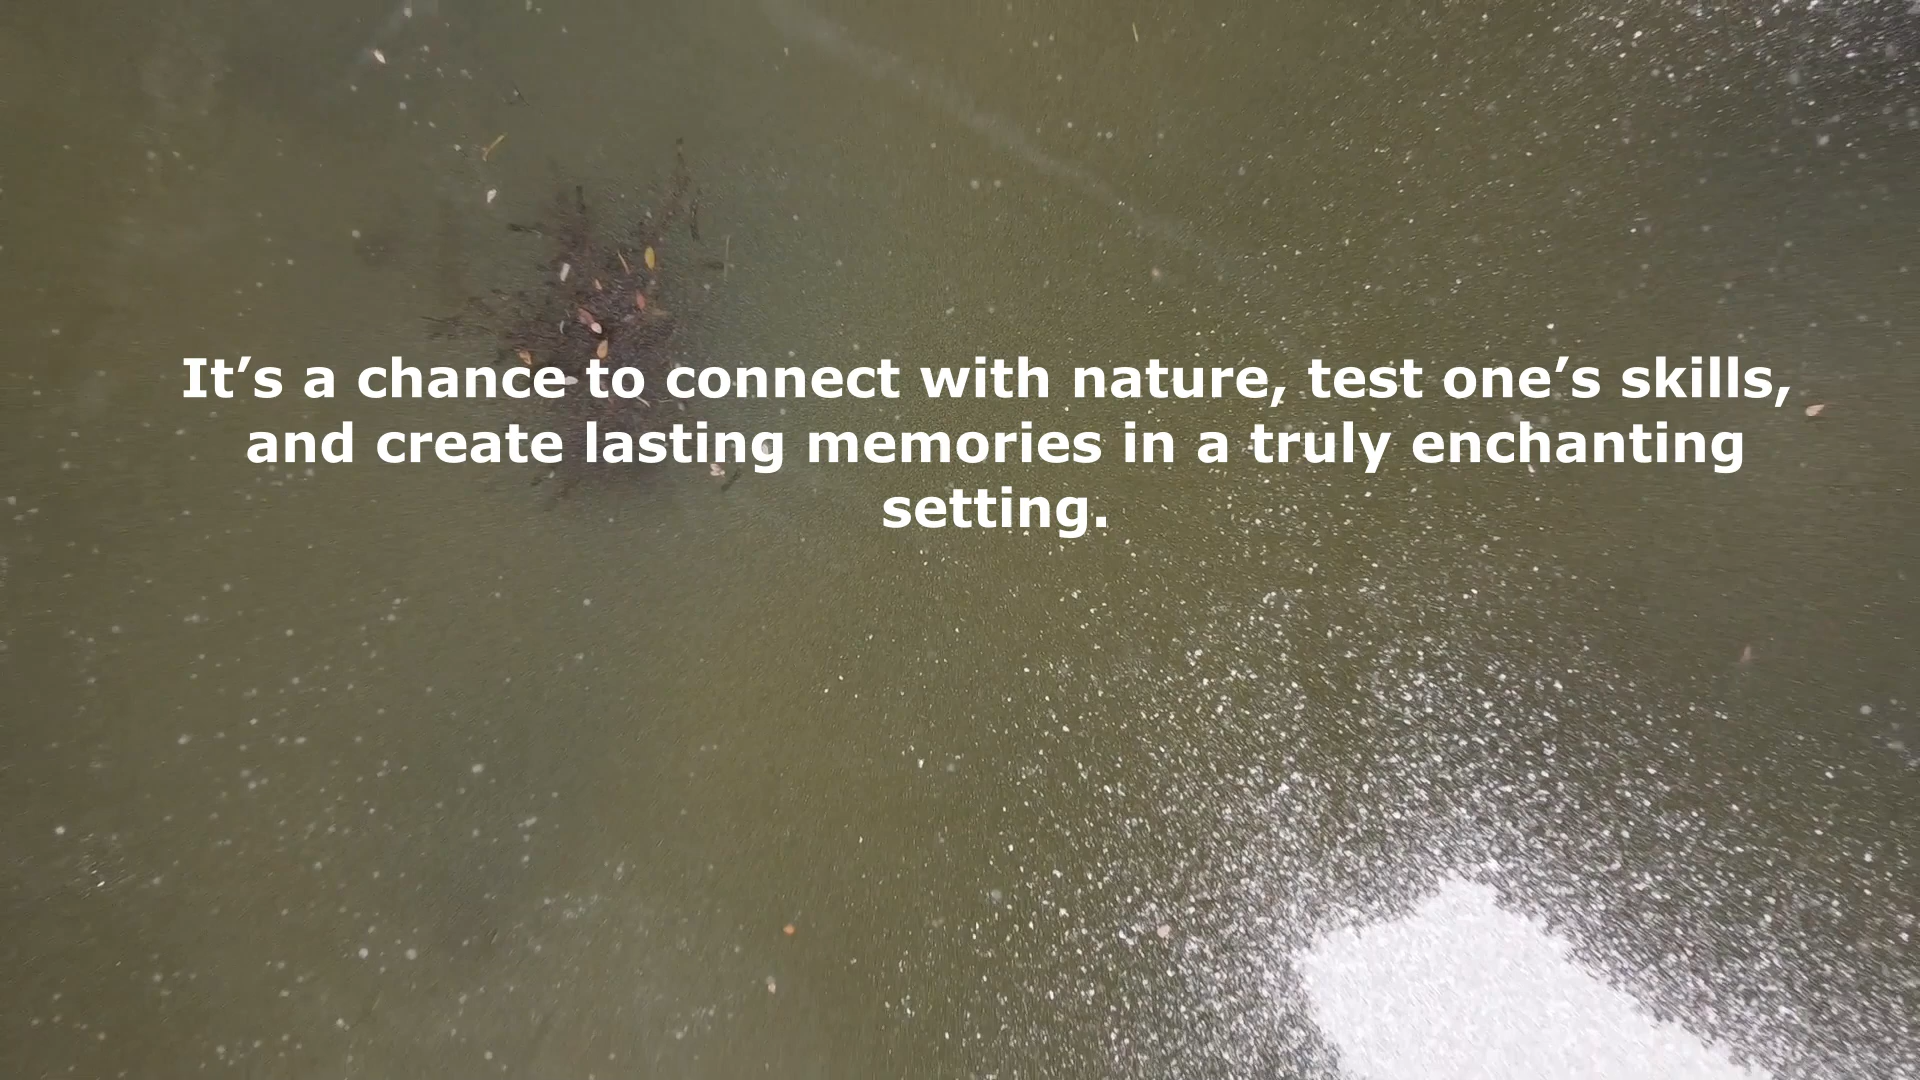 It’s a chance to connect with nature, test one’s skills,
and create lasting memories in a truly enchanting
setting.